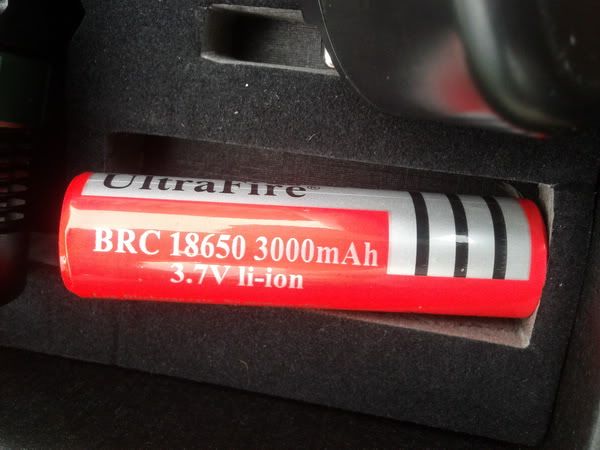 UltraFire®
BRC 18650 3000mAh
3.7V li-ion